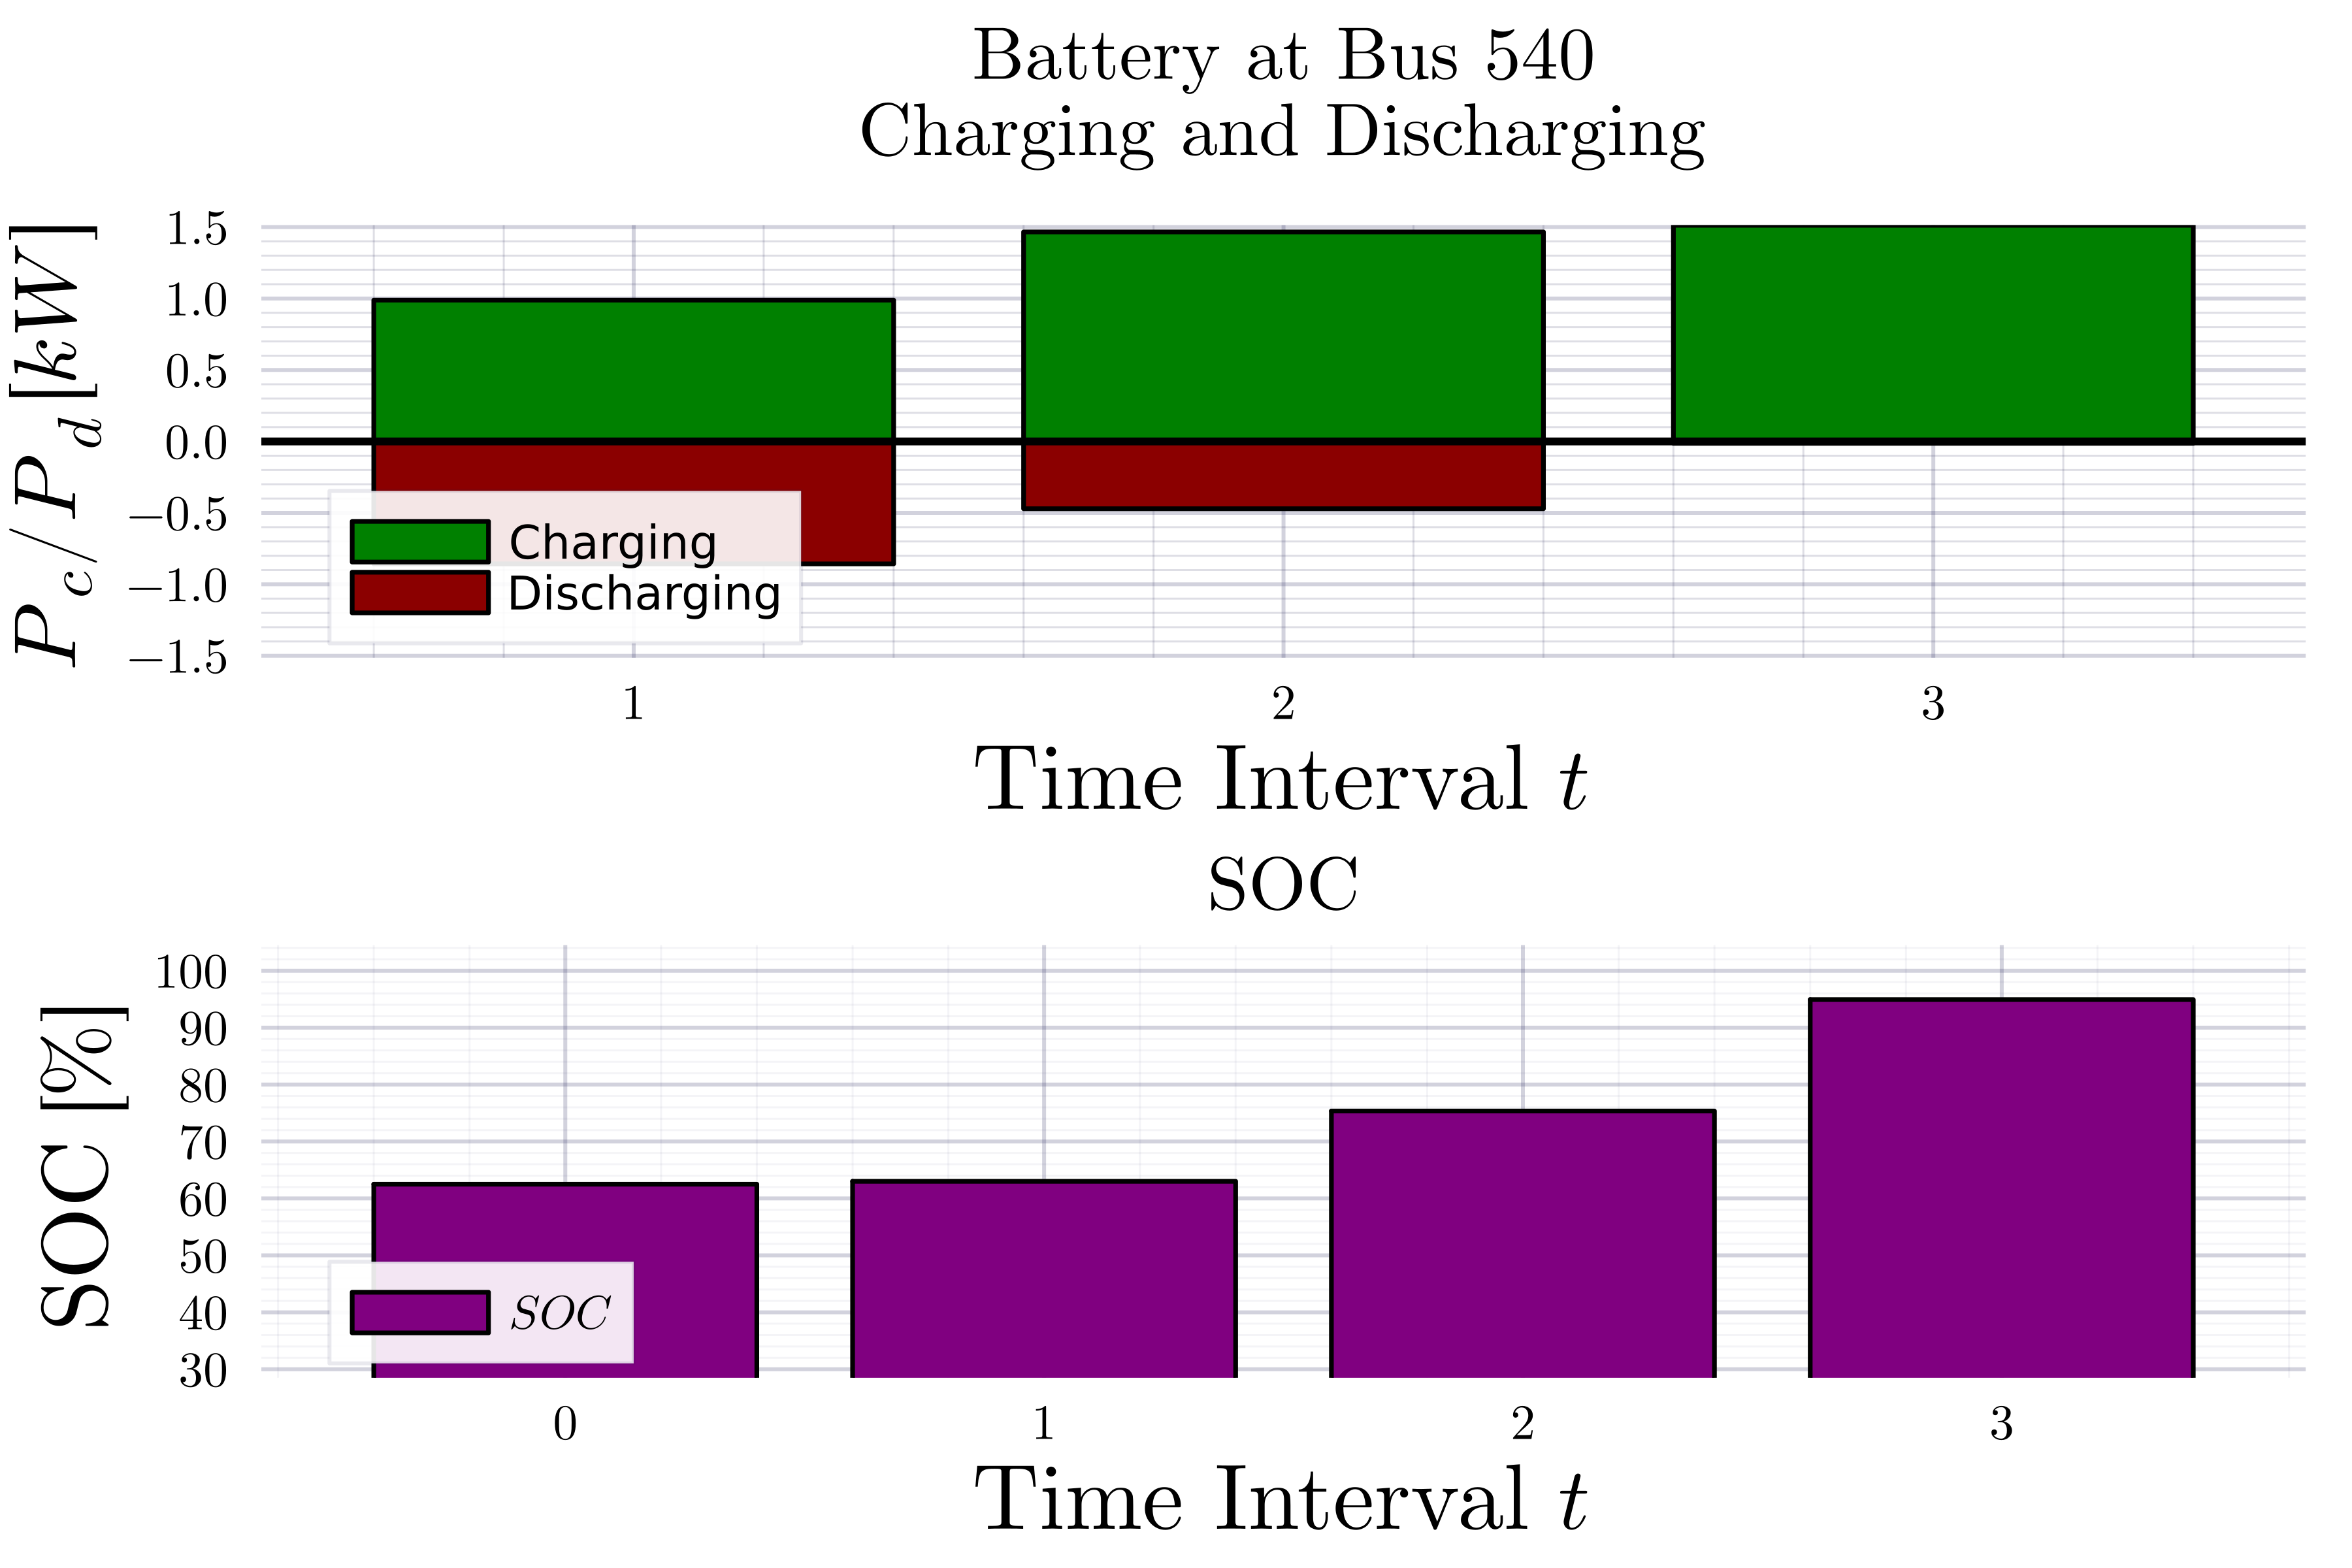 Battery at Bus 540
Charging and Discharging
P_c/P_d [kW]
1.5
1.0
0.5
0.0
−0.5
−1.0
−1.5
Charging
Discharging
1 2 3
Time Interval t
SOC
SOC [%]
100
90
80
70
60
50
40
30
SOC
0 1 2 3
Time Interval t